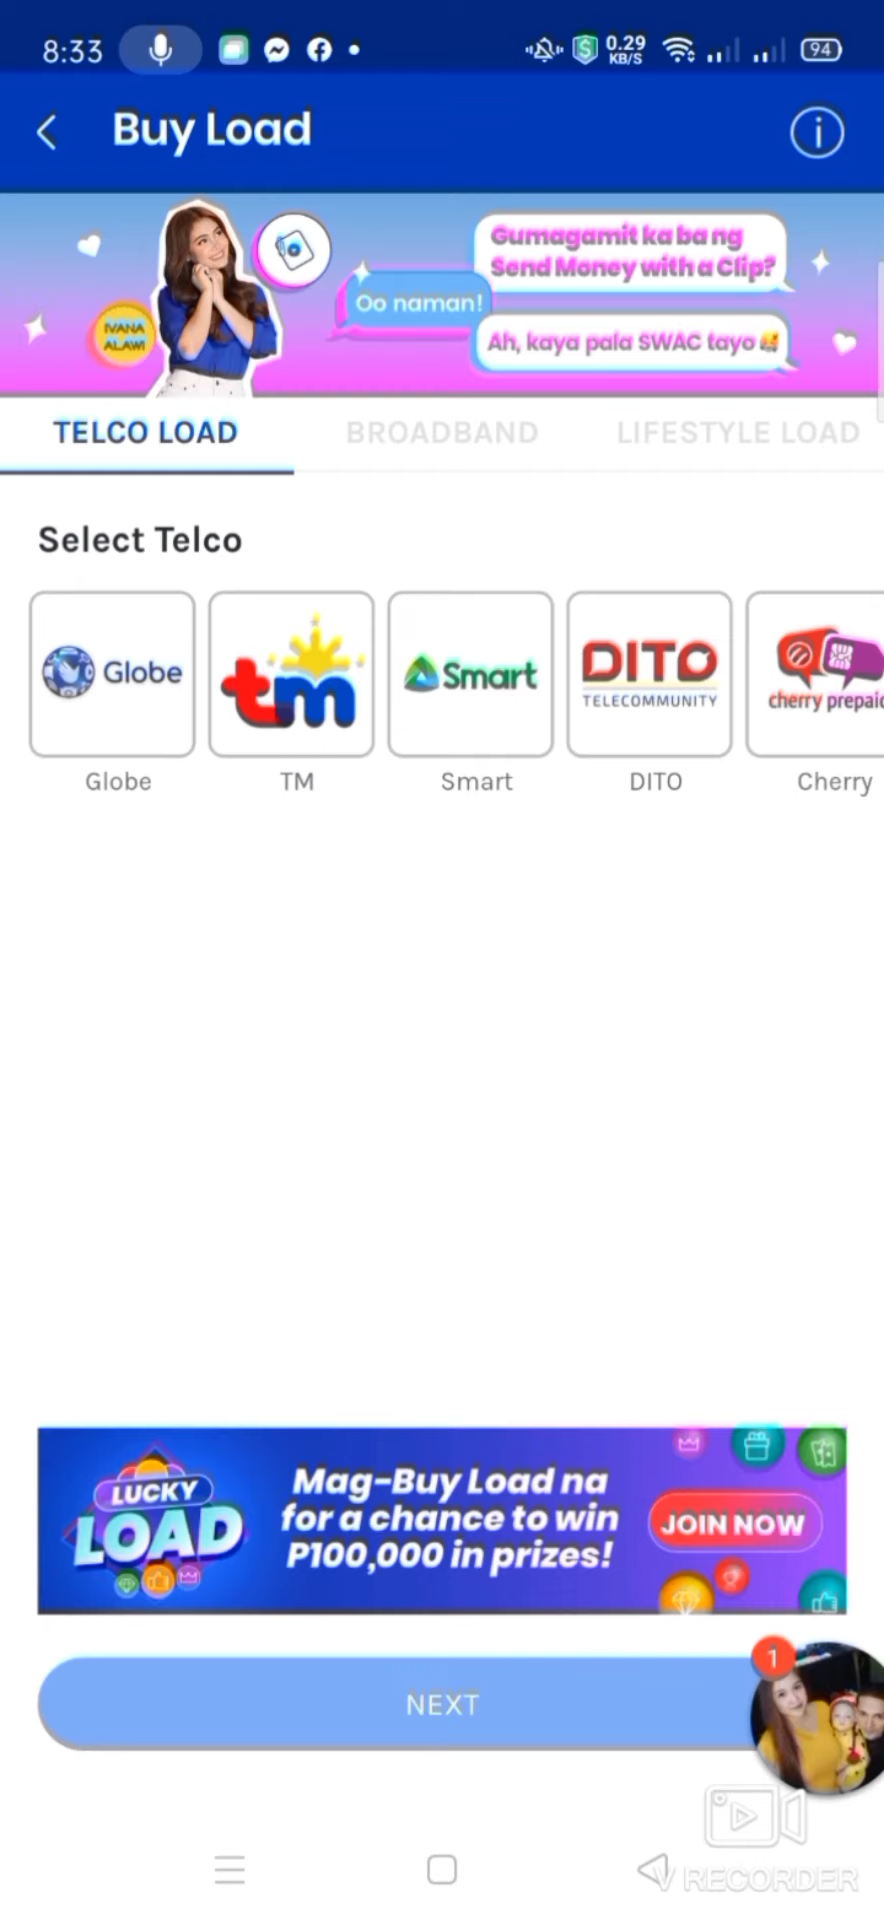 8:33
0.29
KB/S
94
Buy Load
IVANA
ALAWI
Gumagamit ka ba ng
Send Money with a Clip?
Oo naman!
Ah, kaya pala SWAC tayo
TELCO LOAD
BROADBAND
LIFESTYLE LOAD
Select Telco
Globe
tm
Smart
DITO
TELECOMMUNITY
cherry prepaid
Globe
TM
Smart
DITO
Cherry
LUCKY
LOAD
Mag-Buy Load na
for a chance to win
P100,000 in prizes!
JOIN NOW
1
NEXT
V RECORDER